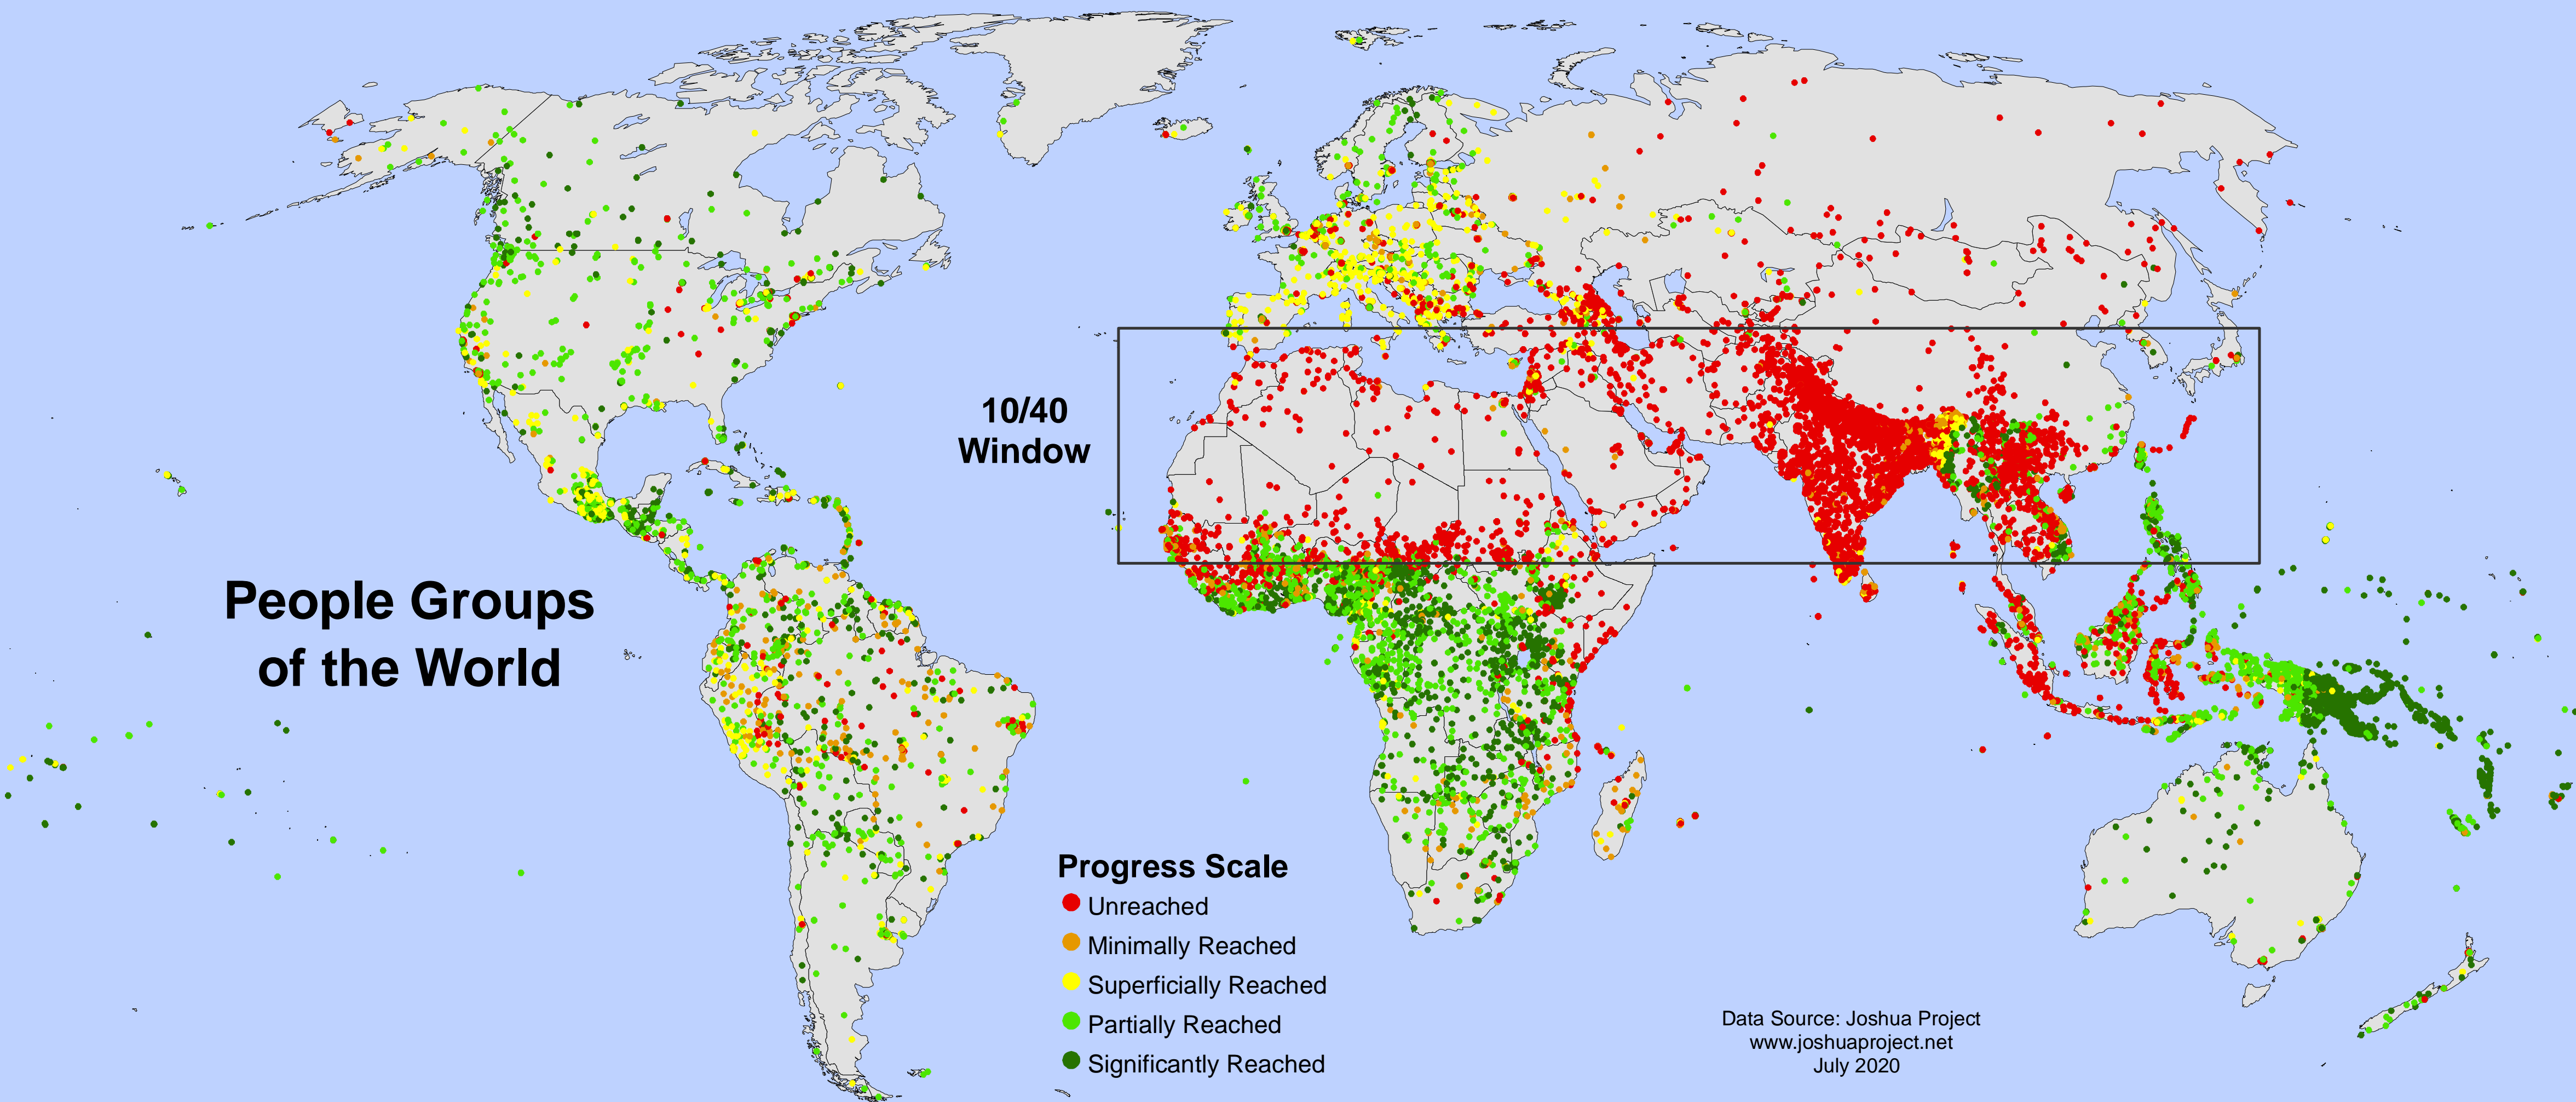 10/40
Window
People Groups
of the World
Progress Scale
Unreached
Minimally Reached
Superficially Reached
Partially Reached
Significantly Reached
Data Source: Joshua Project
www.joshuaproject.net
July 2020